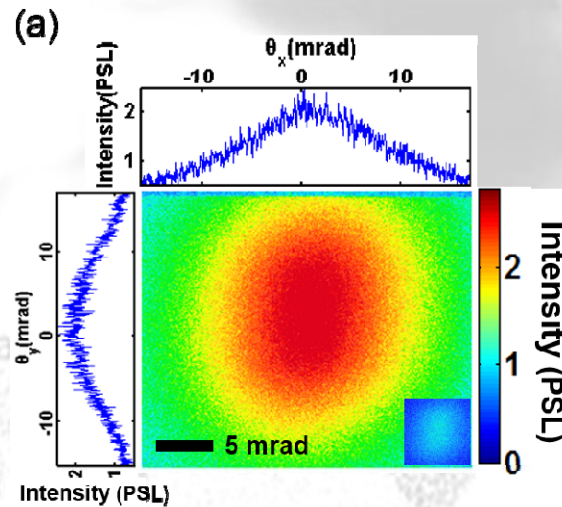 (a)
θx(mrad)
-10 0 10
Intensity(PSL)
2
1
10
0
-10
θy(mrad)
2 1
Intensity (PSL)
5 mrad
2
1
0
Intensity (PSL)